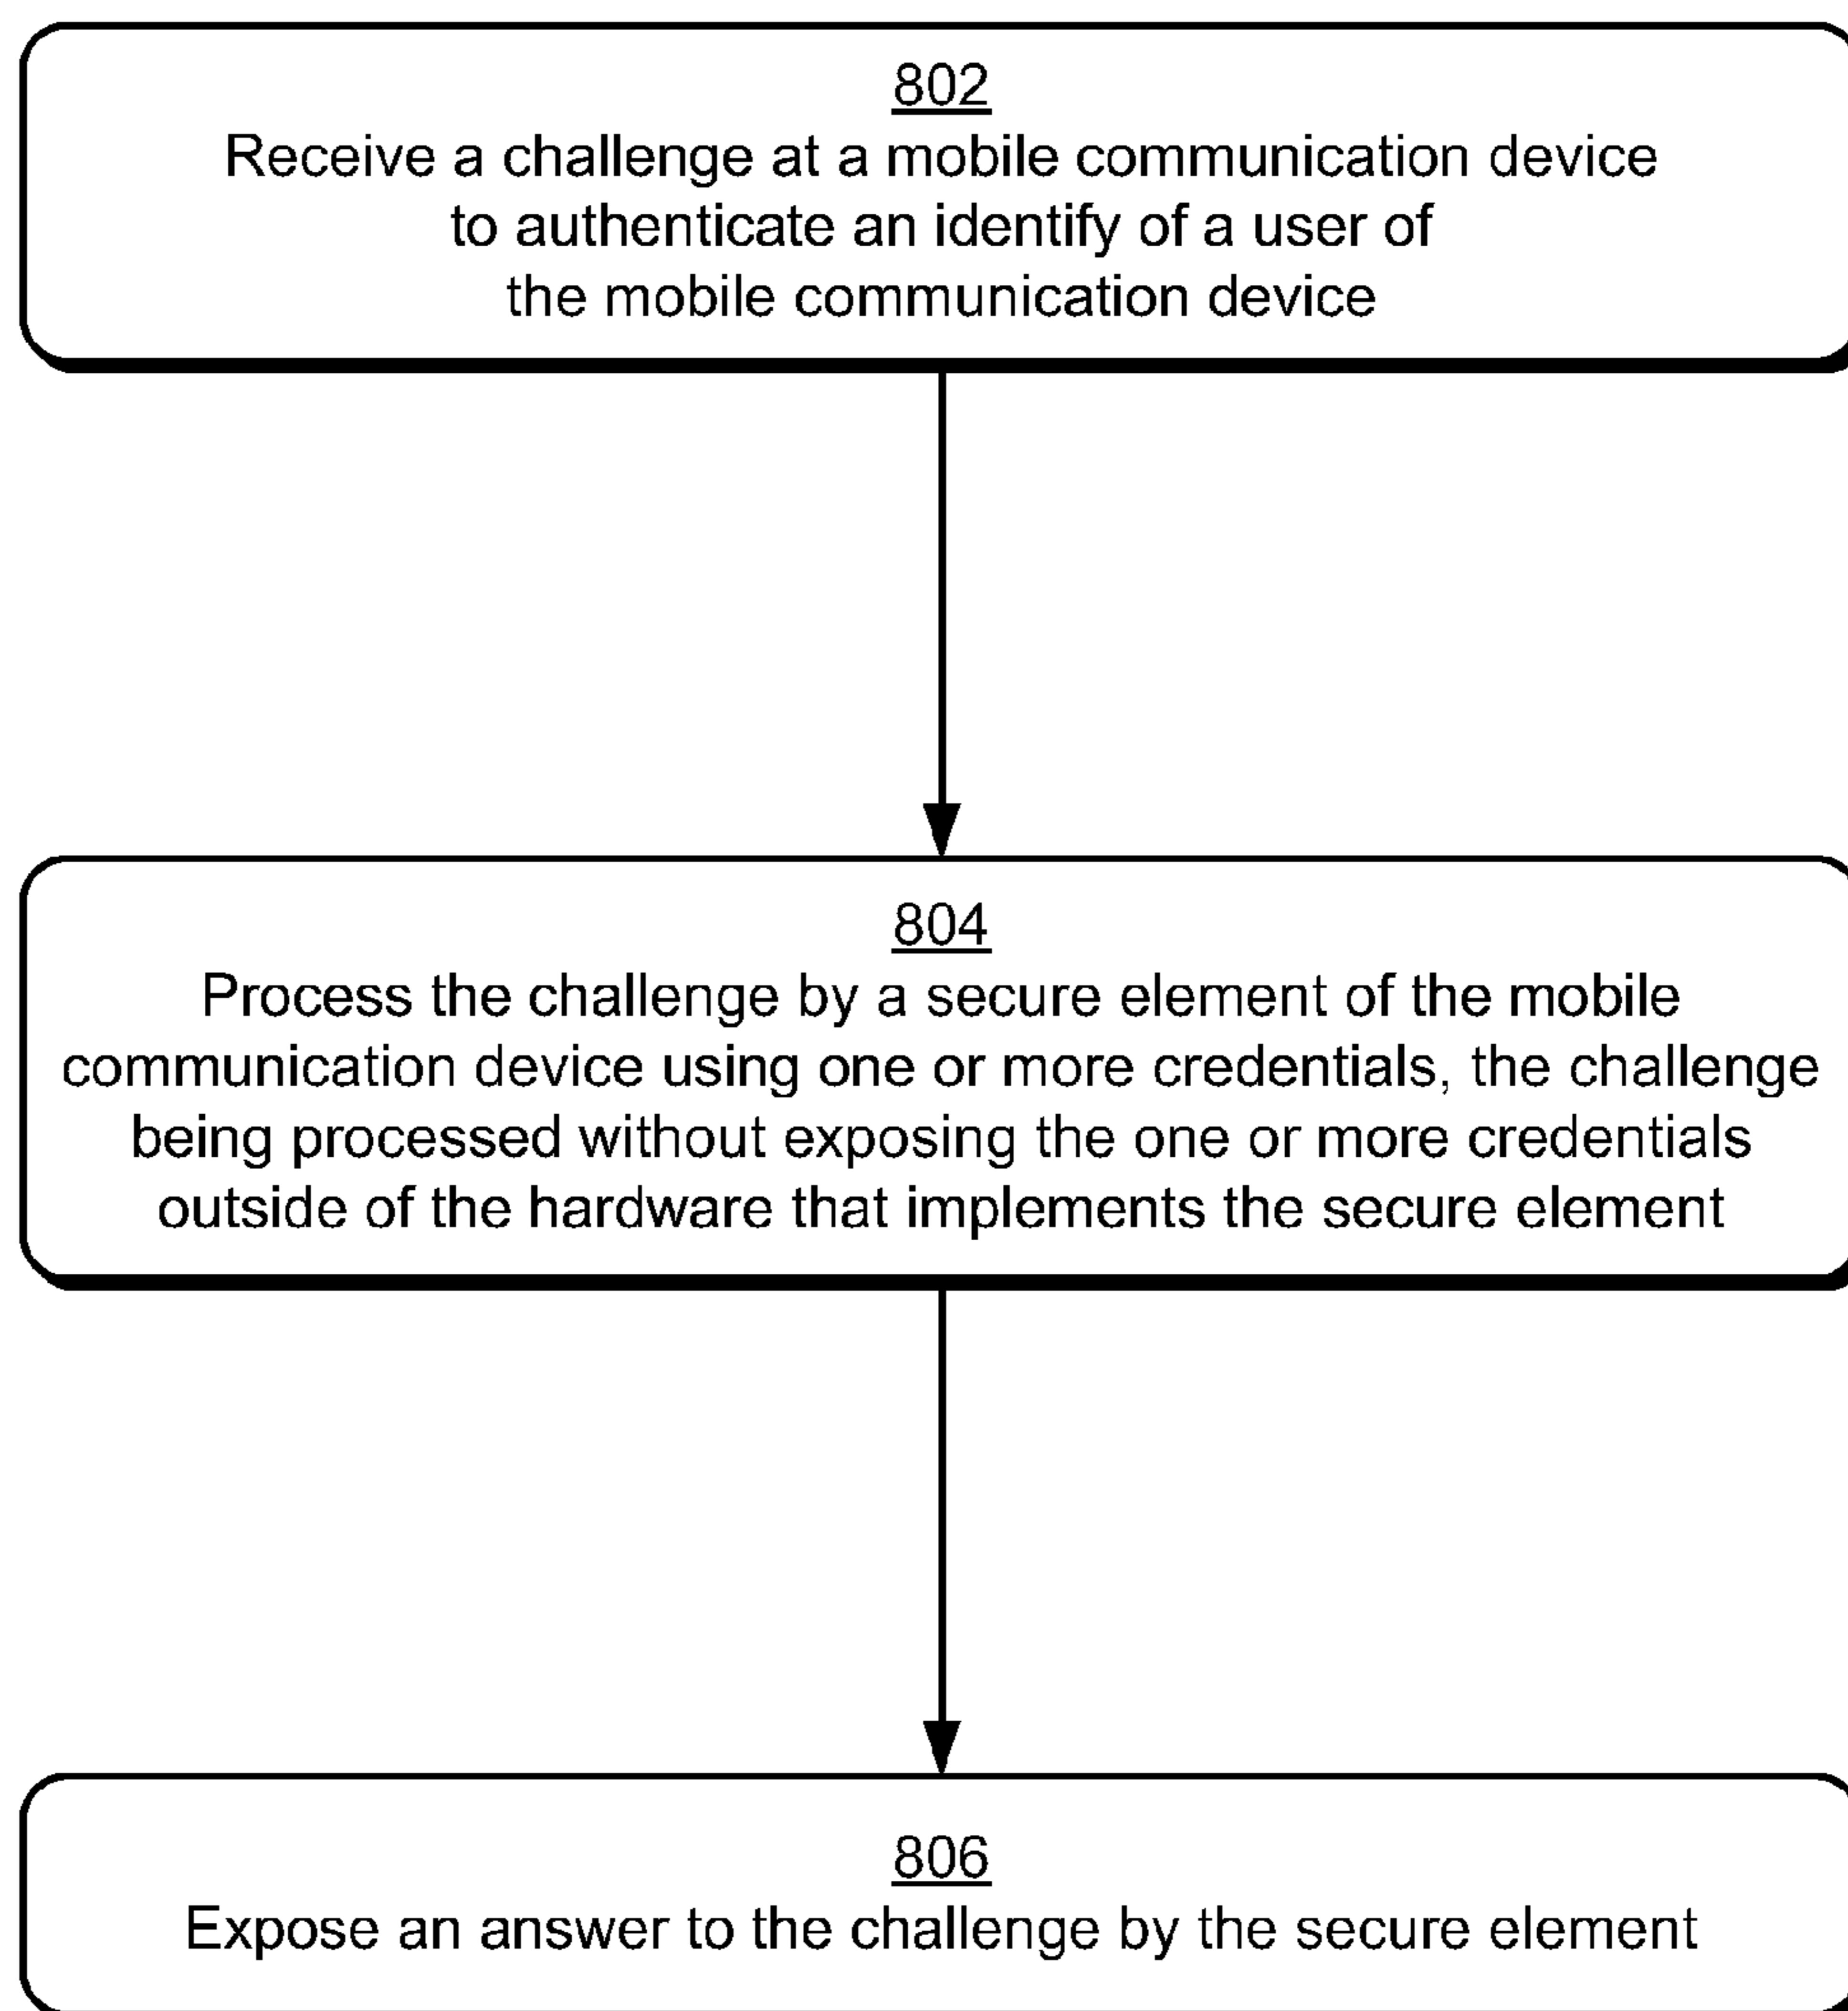 802
Receive a challenge at a mobile communication device
to authenticate an identify of a user of
the mobile communication device
804
Process the challenge by a secure element of the mobile
communication device using one or more credentials, the challenge
being processed without exposing the one or more credentials
outside of the hardware that implements the secure element
806
Expose an answer to the challenge by the secure element